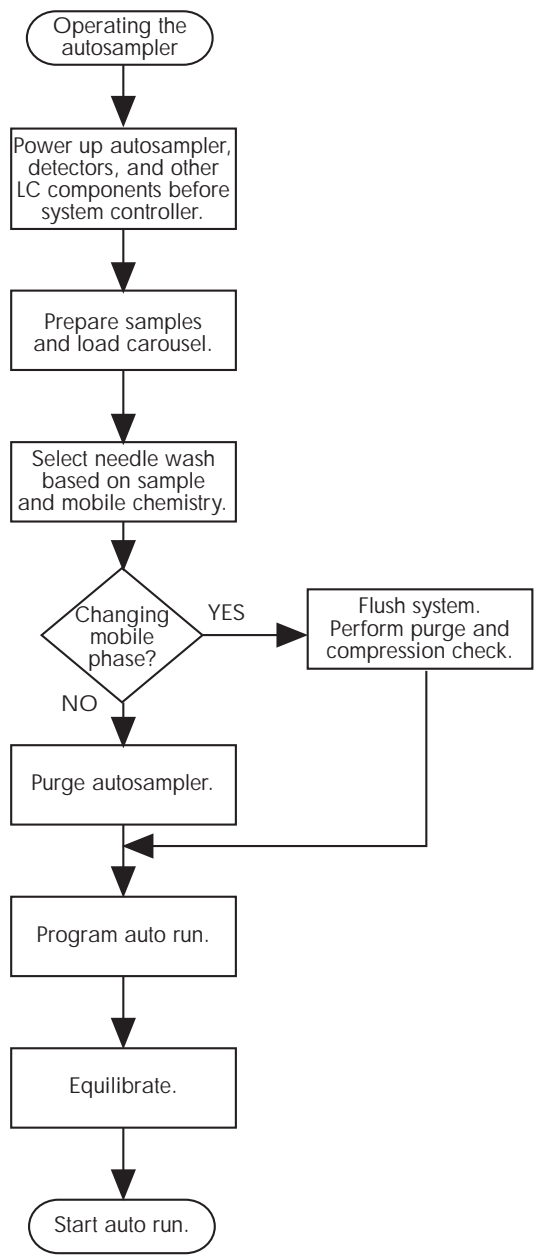 Operating the
autosampler
Power up autosampler,
detectors, and other
LC components before
system controller.
Prepare samples
and load carousel.
Select needle wash
based on sample
and mobile chemistry.
Changing
mobile
phase?
YES
Flush system.
Perform purge and
compression check.
NO
Purge autosampler.
Program auto run.
Equilibrate.
Start auto run.